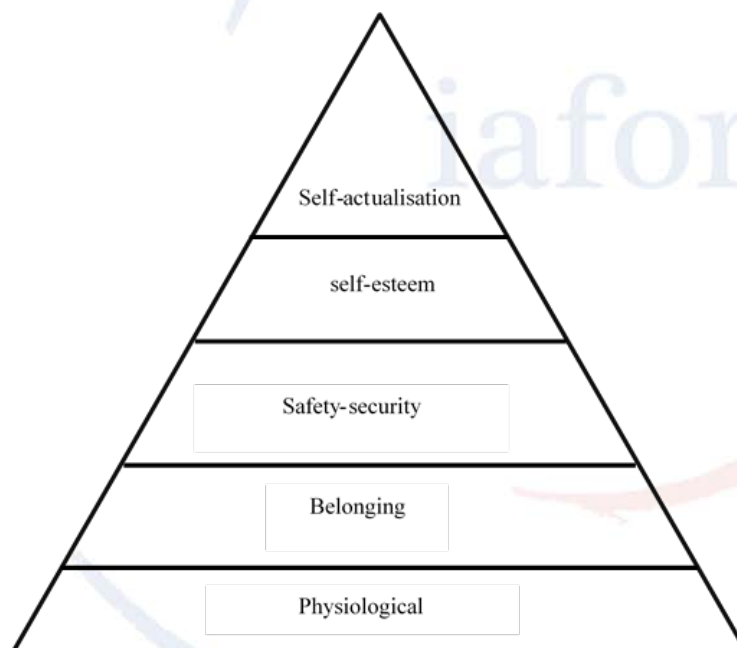 iafor
Self-actualisation
self-esteem
Safety-security
Belonging
Physiological